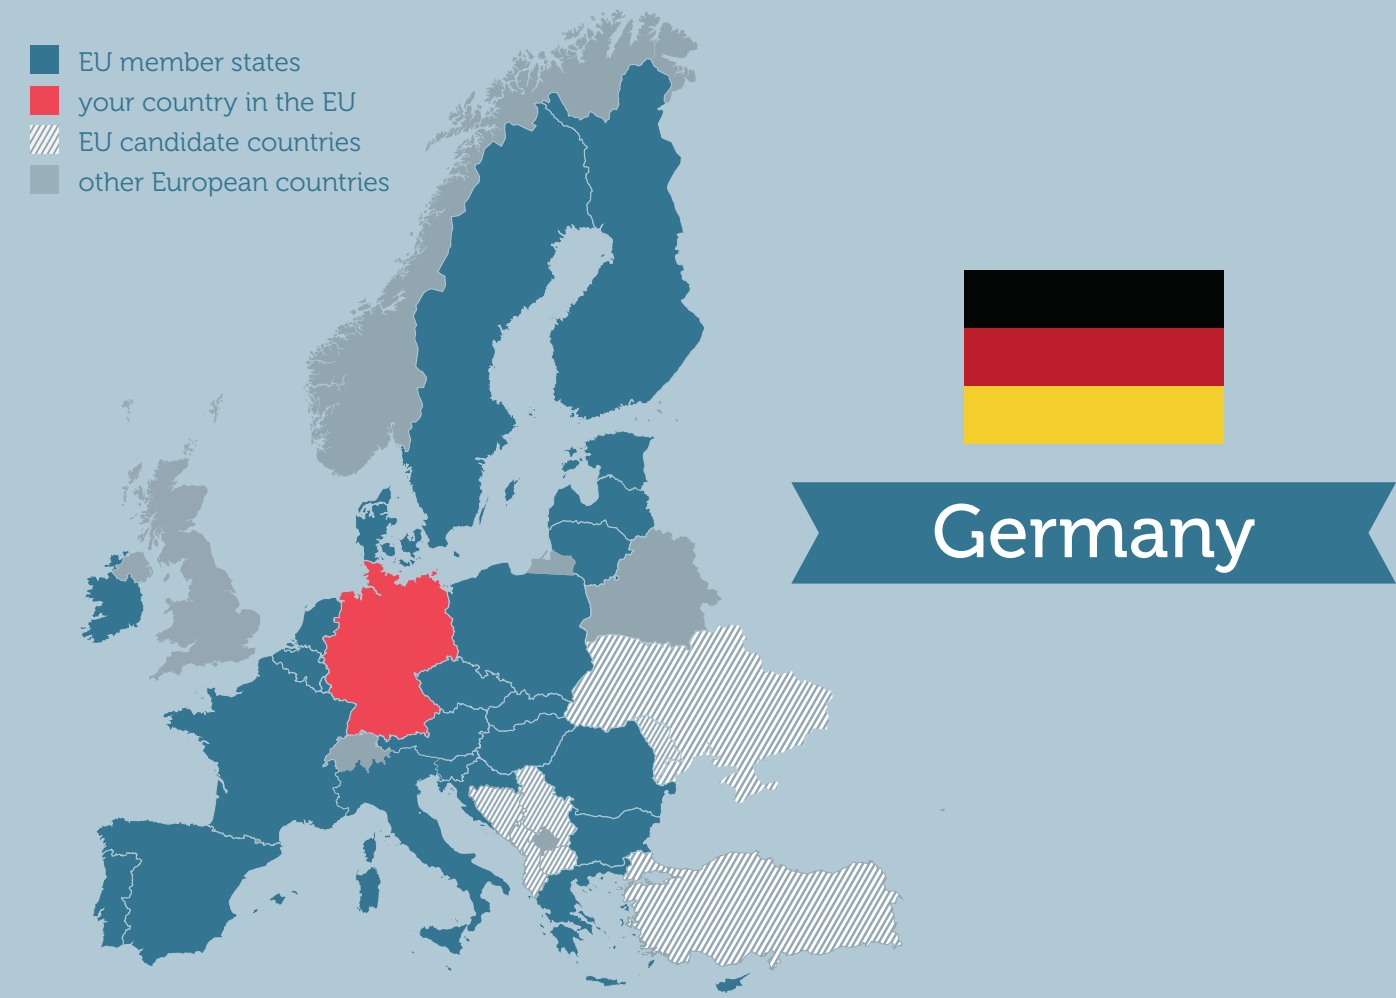 EU member states
your country in the EU
EU candidate countries
other European countries
Germany